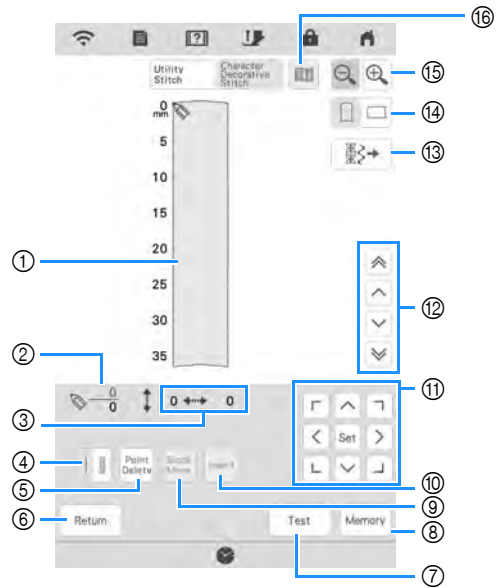 ⑯
Utility
Stitch
Character
Decorative
Stitch
⑮
0
mm
⑭
5
10
⑬
15
20
①
25
⑫
30
35
②
0
0
0
0
⑪
③
Set
④
Point
Delete
Block
Move
Insert
⑩
⑤
⑨
⑥
Return
Test
Memory
⑧
⑦